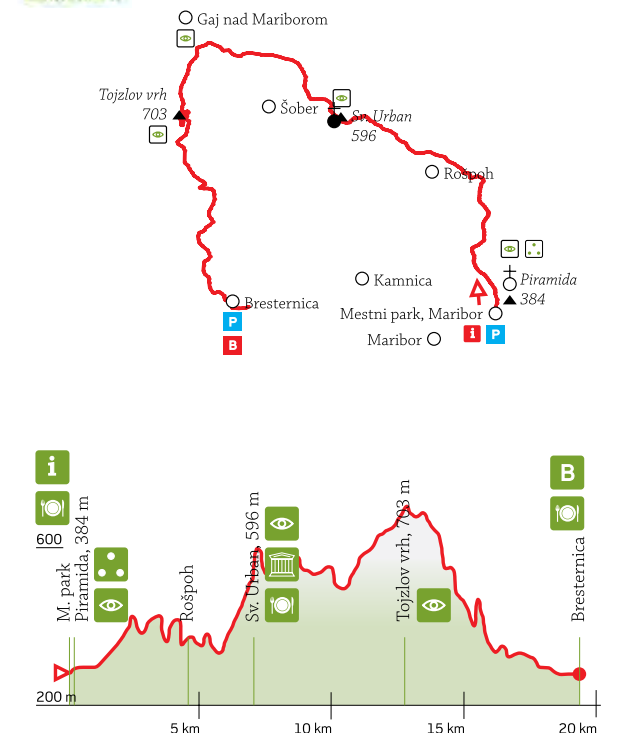 Gaj nad Mariborom
Tojzlov vrh
703
Šober
Sv. Urban
596
Rošpoh
Kamnica
Piramida
384
Bresternica
P
B
Mestni park, Maribor
i P
Maribor
i
B
600
M. park
Piramida, 384 m
Rošpoh
Sv. Urban, 596 m
Tojzlov vrh, 703 m
Bresternica
200 m
5 km
10 km
15 km
20 km